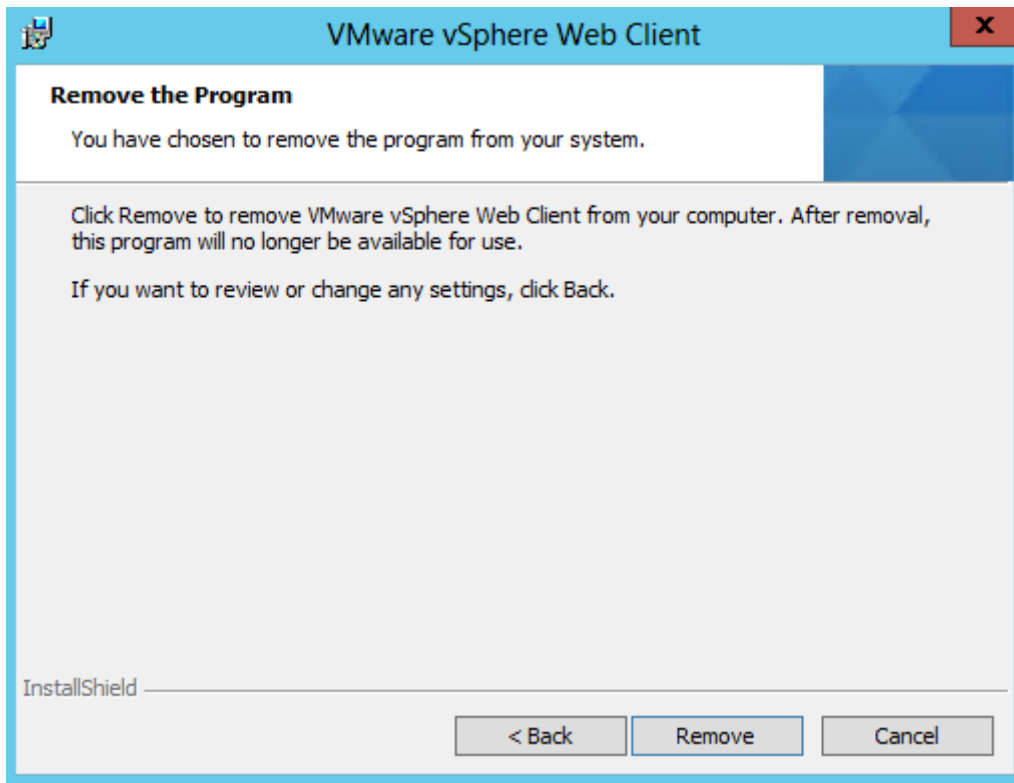 VMware vSphere Web Client
X
Remove the Program
You have chosen to remove the program from your system.
Click Remove to remove VMware vSphere Web Client from your computer. After removal,
this program will no longer be available for use.
If you want to review or change any settings, click Back.
InstallShield
< Back Remove Cancel